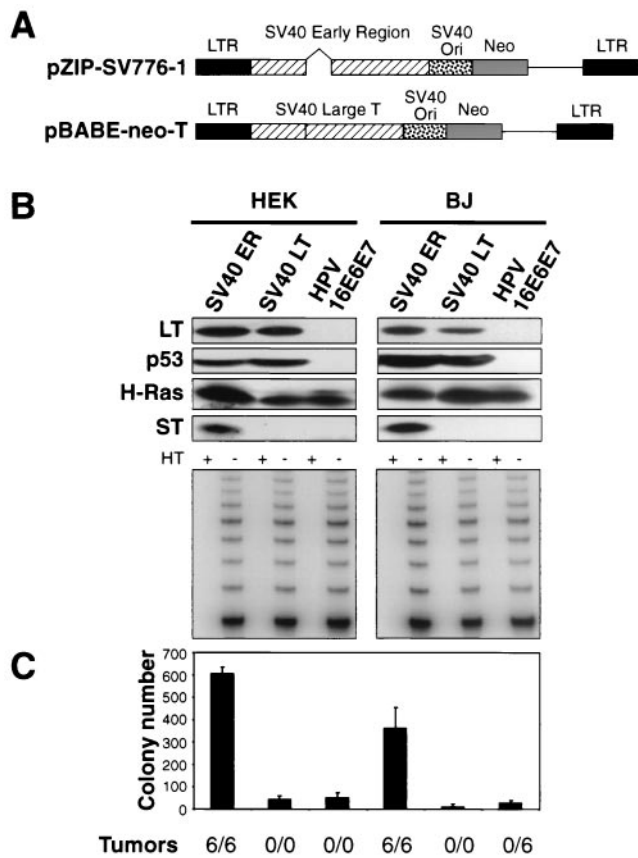 A
SV40 Early Region
LTR
SV40
Ori
Neo
LTR
pZIP-SV776-1
LTR
SV40 Large T
SV40
Ori
Neo
LTR
pBABE-neo-T
B
HEK
BJ
SV40 ER
SV40 LT
HPV
16E6E7
SV40 ER
SV40 LT
HPV
16E6E7
LT
p53
H-Ras
ST
HT + - + - + - + - + - + -
C
Colony number
700
600
500
400
300
200
100
0
Tumors 6/6 0/0 0/0 6/6 0/0 0/6